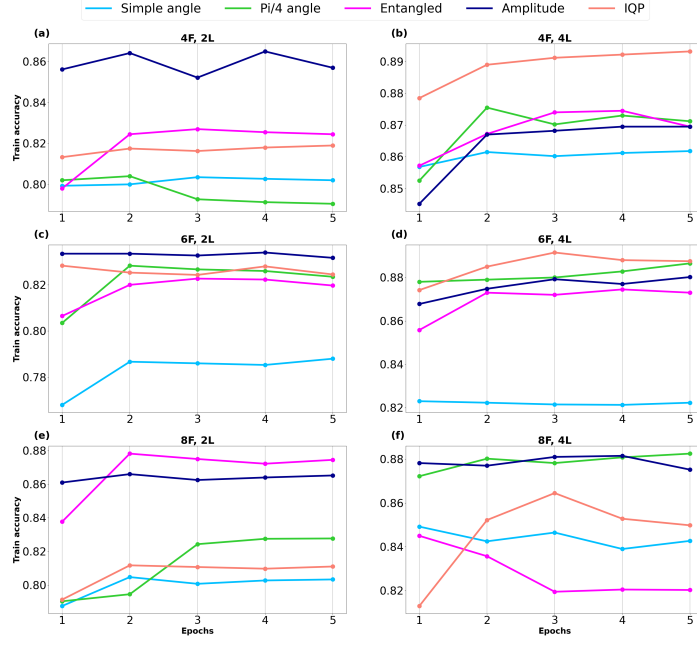 Simple angle Pi/4 angle Entangled Amplitude IQP
(a) 4F, 2L
Train accuracy
0.86
0.84
0.82
0.80
1 2 3 4 5
(b) 4F, 4L
0.89
0.88
0.87
0.86
0.85
1 2 3 4 5
(c) 6F, 2L
Train accuracy
0.82
0.80
0.78
1 2 3 4 5
(d) 6F, 4L
0.88
0.86
0.84
0.82
1 2 3 4 5
(e) 8F, 2L
Train accuracy
0.88
0.86
0.84
0.82
0.80
1 2 3 4 5
Epochs
(f) 8F, 4L
0.88
0.86
0.84
0.82
1 2 3 4 5
Epochs